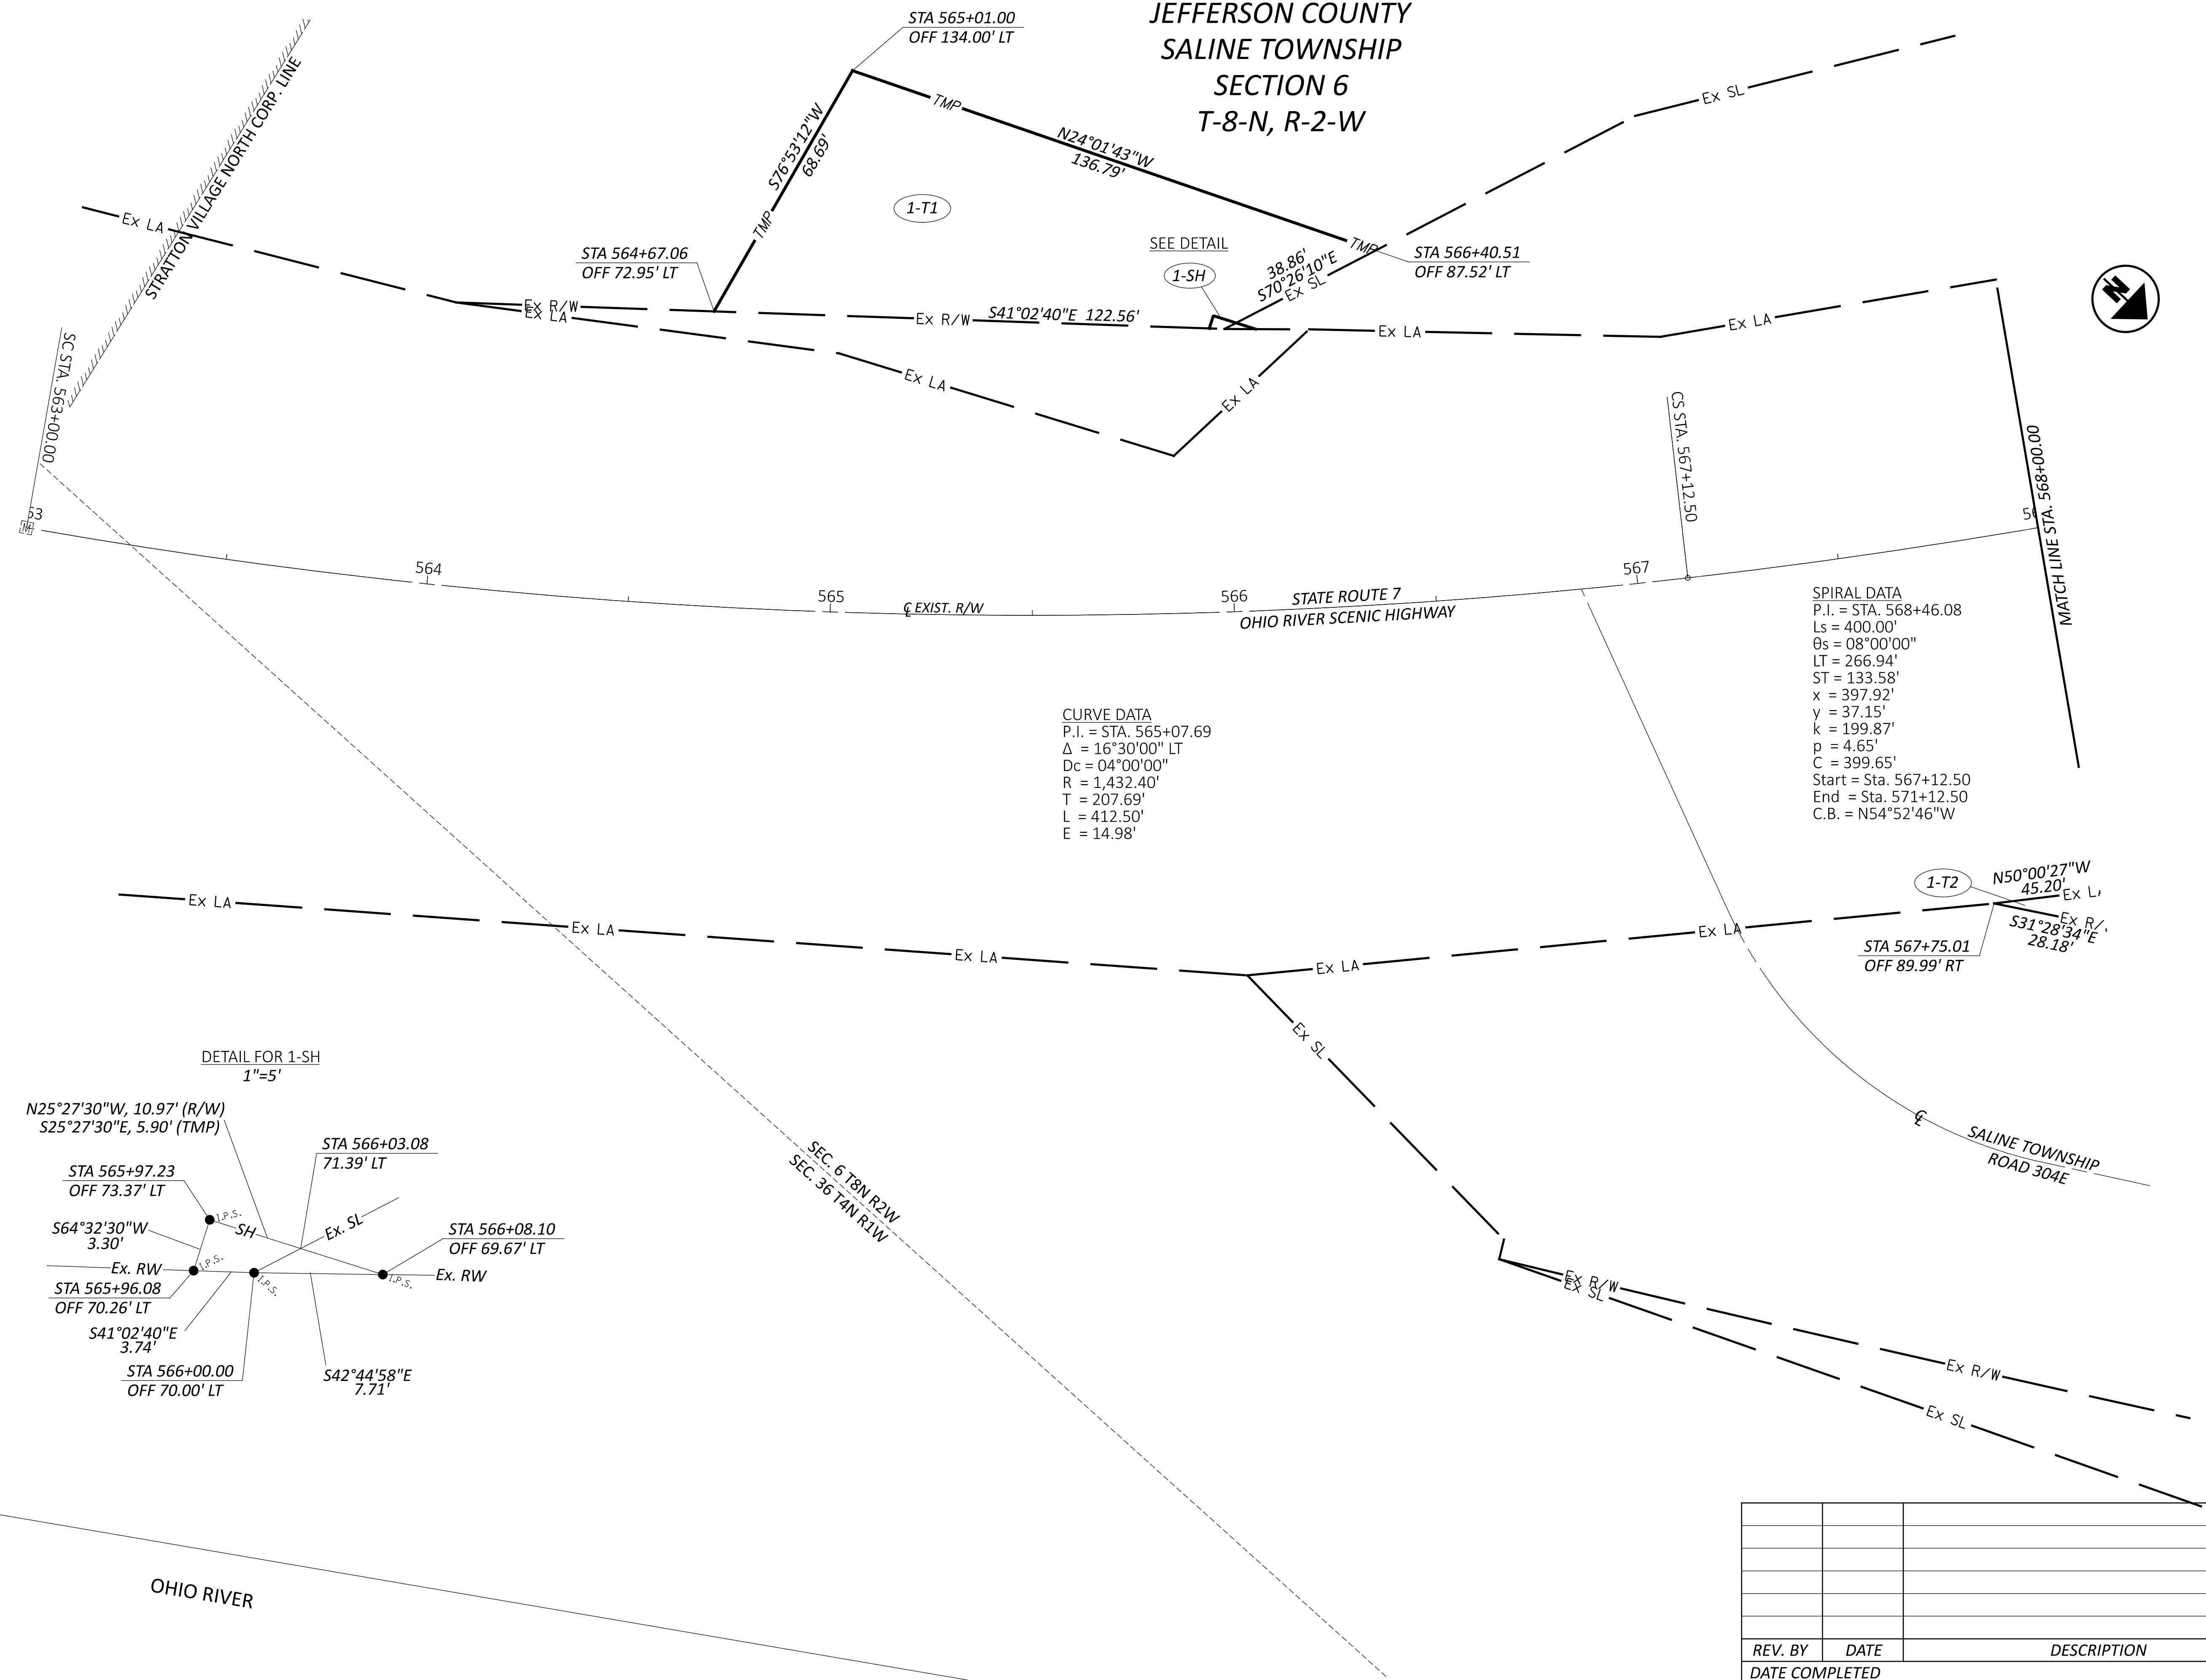 JEFFERSON COUNTY
SALINE TOWNSHIP
SECTION 6
T-8-N, R-2-W
STA 565+01.00
OFF 134.00' LT
STRATTON VILLAGE NORTH CORP. LINE
Ex LA
S76°53'12"W
68.69'
TMP
TMP
N24°01'43"W
136.79'
TMP
1-T1
Ex SL
STA 564+67.06
OFF 72.95' LT
SEE DETAIL
1-SH
38.86'
S70°26'10"E
Ex SL
STA 566+40.51
OFF 87.52' LT
N
Ex R/W
Ex LA
Ex R/W
S41°02'40"E 122.56'
Ex LA
Ex LA
Ex LA
Ex LA
SC STA. 563+00.00
CS STA. 567+12.50
MATCH LINE STA. 568+00.00
564
565
566
567
℄ EXIST. R/W
STATE ROUTE 7
OHIO RIVER SCENIC HIGHWAY
SPIRAL DATA
P.I. = STA. 568+46.08
Ls = 400.00'
θs = 08°00'00"
LT = 266.94'
ST = 133.58'
x = 397.92'
y = 37.15'
k = 199.87'
p = 4.65'
C = 399.65'
Start = Sta. 567+12.50
End = Sta. 571+12.50
C.B. = N54°52'46"W
CURVE DATA
P.I. = STA. 565+07.69
Δ = 16°30'00" LT
Dc = 04°00'00"
R = 1,432.40'
T = 207.69'
L = 412.50'
E = 14.98'
1-T2
N50°00'27"W
45.20'
Ex R/
S31°28'34"E
28.18'
STA 567+75.01
OFF 89.99' RT
Ex LA
Ex LA
Ex LA
Ex LA
Ex LA
Ex SL
℄
SALINE TOWNSHIP
ROAD 304E
SEC. 6 T8N R2W
SEC. 36 T4N R1W
DETAIL FOR 1-SH
1"=5'
N25°27'30"W, 10.97' (R/W)
S25°27'30"E, 5.90' (TMP)
STA 566+03.08
71.39' LT
STA 565+97.23
OFF 73.37' LT
I.P.S.
SH
Ex. SL
S64°32'30"W
3.30'
STA 566+08.10
OFF 69.67' LT
Ex. RW
I.P.S.
I.P.S.
I.P.S.
Ex. RW
STA 565+96.08
OFF 70.26' LT
S41°02'40"E
3.74'
STA 566+00.00
OFF 70.00' LT
S42°44'58"E
7.71'
Ex R/W
Ex SL
Ex R/W
Ex SL
OHIO RIVER
REV. BY DATE DESCRIPTION
DATE COMPLETED